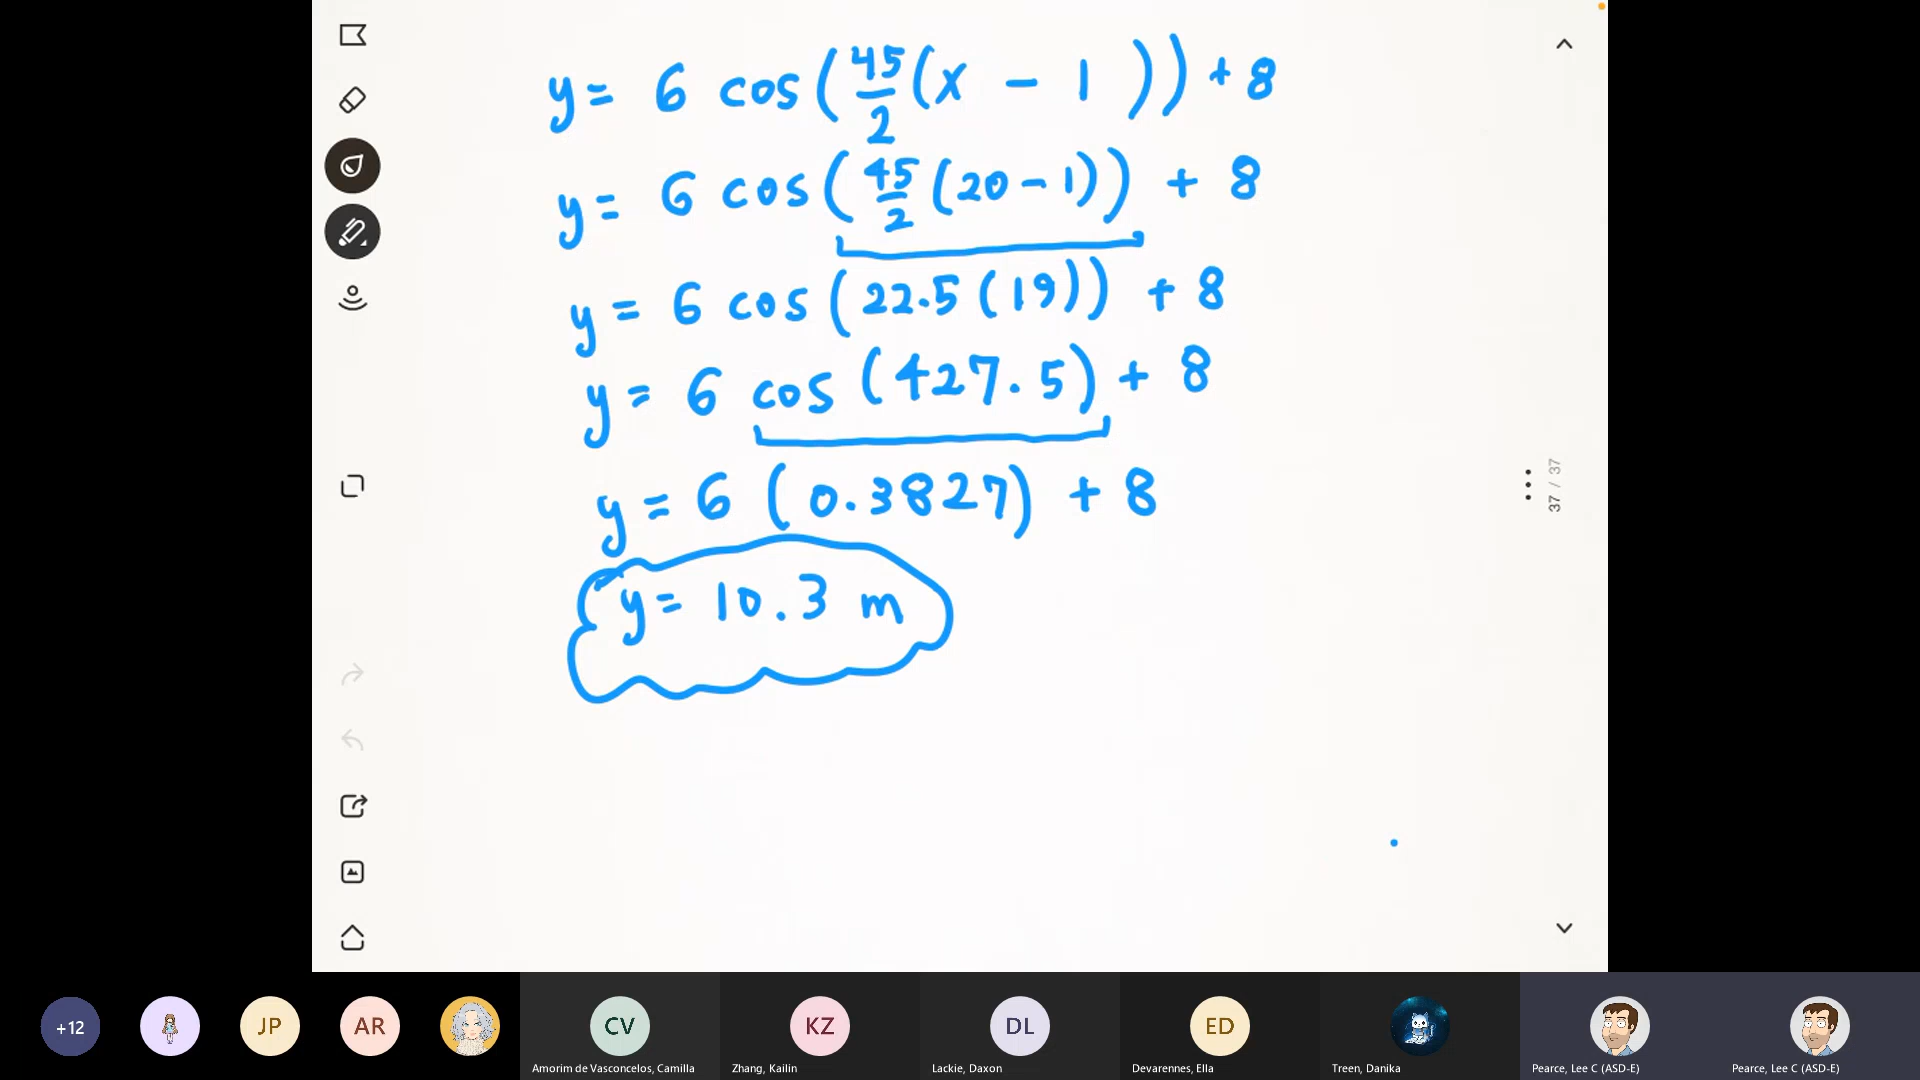 y = 6 cos(45/2(x - 1)) + 8
y = 6 cos(45/2(20 - 1)) + 8
y = 6 cos(22.5(19)) + 8
y = 6 cos(427.5) + 8
y = 6(0.3827) + 8
y = 10.3 m
37 / 37
+12
JP
AR
CV
KZ
DL
ED
Amorim de Vasconcelos, Camilla
Zhang, Kailin
Lackie, Daxon
Devarennes, Ella
Treen, Danika
Pearce, Lee C (ASD-E)
Pearce, Lee C (ASD-E)